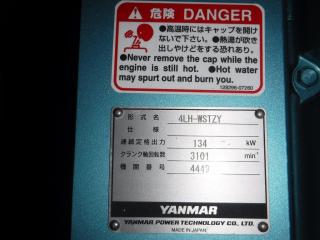 危険 DANGER
●高温時にはキャップを開け
ないで下さい。●熱湯が吹き
出しやけどをする恐れあり。
●Never remove the cap while the
engine is still hot. ●Hot water
may spurt out and burn you.
128296-07260
形式名 4LH-WSTZY
仕様
連続定格出力 134 kW
クランク軸回転数 3101 min⁻¹
機関番号 4449
YANMAR
YANMAR POWER TECHNOLOGY CO., LTD.
MADE IN JAPAN